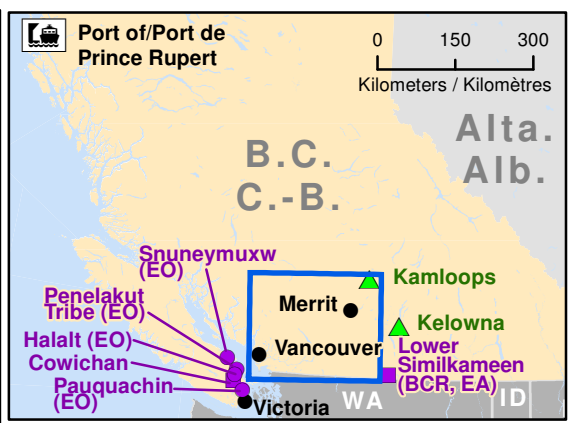 Port of/Port de
Prince Rupert
0 150 300
Kilometers / Kilomètres
Alta.
Alb.
B.C.
C.-B.
Snuneymuxw
(EO)
Penelakut
Tribe (EO)
Halalt (EO)
Cowichan
Pauquachin
(EO)
Kamloops
Merrit
Kelowna
Vancouver
Lower
Similkameen
(BCR, EA)
Victoria
WA
ID